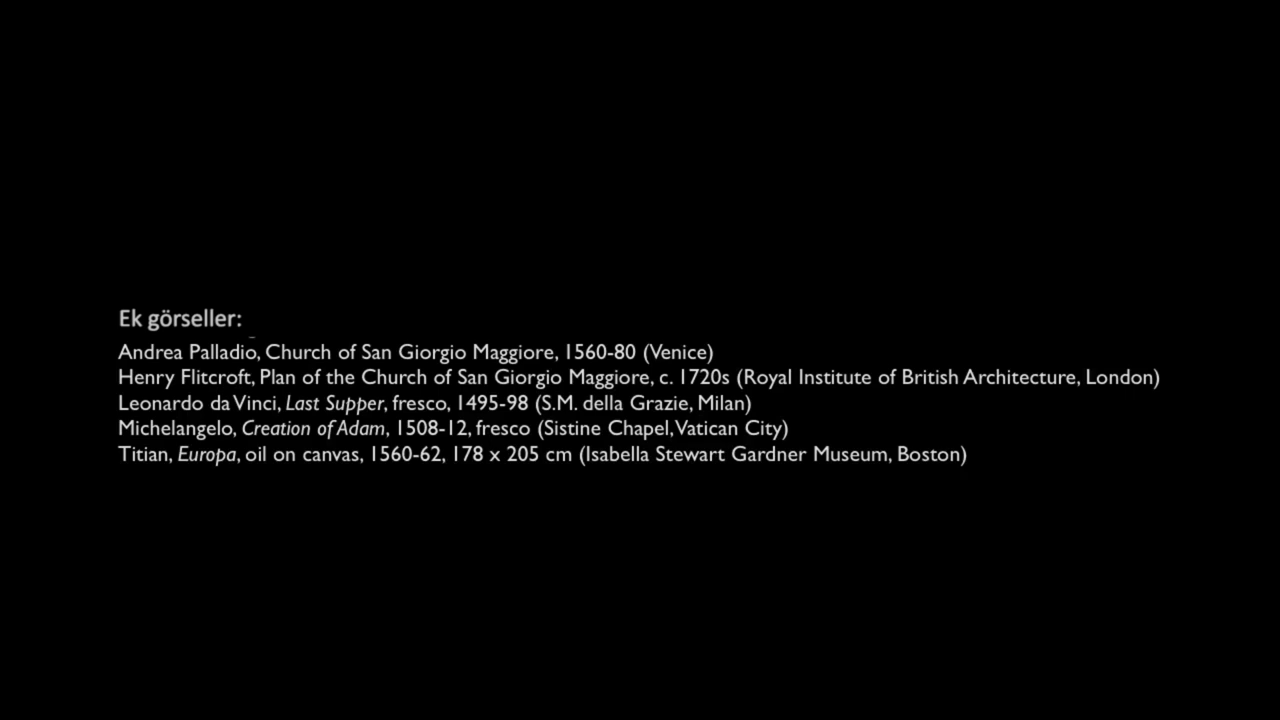 Ek görseller:
Andrea Palladio, Church of San Giorgio Maggiore, 1560-80 (Venice)
Henry Flitcroft, Plan of the Church of San Giorgio Maggiore, c. 1720s (Royal Institute of British Architecture, London)
Leonardo da Vinci, Last Supper, fresco, 1495-98 (S.M. della Grazie, Milan)
Michelangelo, Creation of Adam, 1508-12, fresco (Sistine Chapel, Vatican City)
Titian, Europa, oil on canvas, 1560-62, 178 x 205 cm (Isabella Stewart Gardner Museum, Boston)